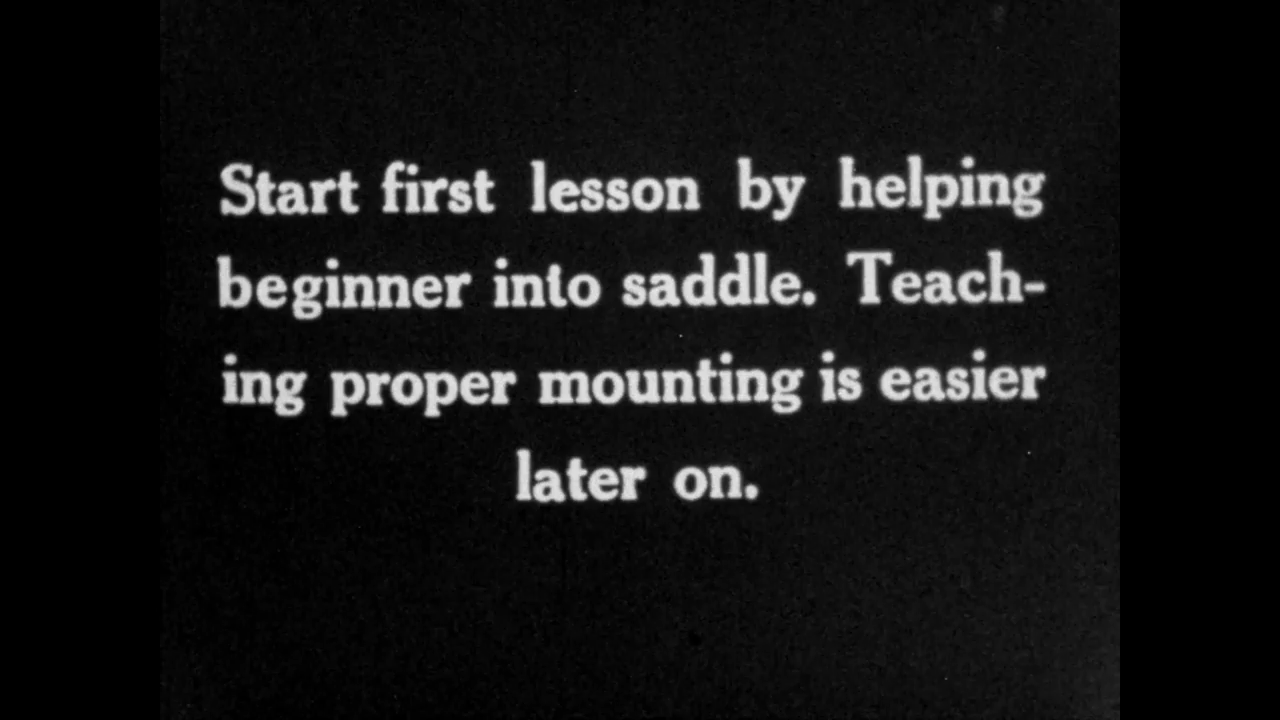 Start first lesson by helping
beginner into saddle. Teach-
ing proper mounting is easier
later on.